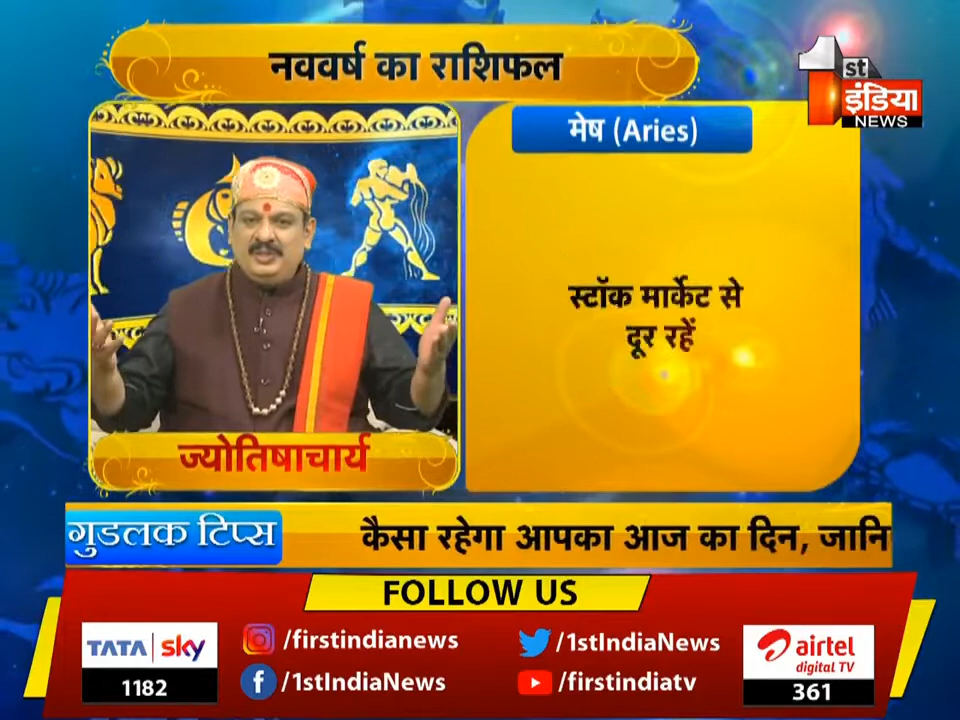 नववर्ष का राशिफल
1st
इंडिया
NEWS
मेष (Aries)
स्टॉक मार्केट से
दूर रहें
ज्योतिषाचार्य
गुडलक टिप्स
कैसा रहेगा आपका आज का दिन, जानि
FOLLOW US
TATA sky
1182
/firstindianews
/1stIndiaNews
/1stIndiaNews
/firstindiatv
airtel
digital TV
361